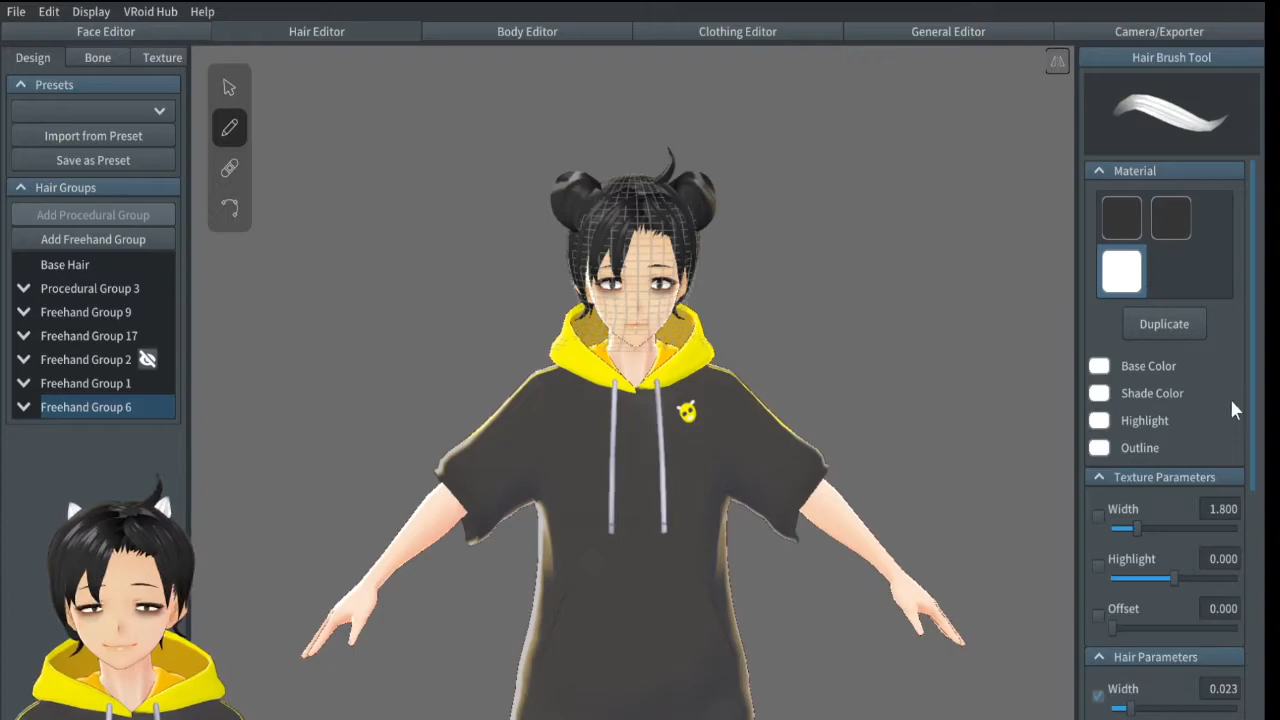 File Edit Display VRoid Hub Help
Face Editor Hair Editor Body Editor Clothing Editor General Editor Camera/Exporter
Design Bone Texture
Presets
Import from Preset
Save as Preset
Hair Groups
Add Procedural Group
Add Freehand Group
Base Hair
Procedural Group 3
Freehand Group 9
Freehand Group 17
Freehand Group 2
Freehand Group 1
Freehand Group 6
Hair Brush Tool
Material
Duplicate
Base Color
Shade Color
Highlight
Outline
Texture Parameters
Width 1.800
Highlight 0.000
Offset 0.000
Hair Parameters
Width 0.023